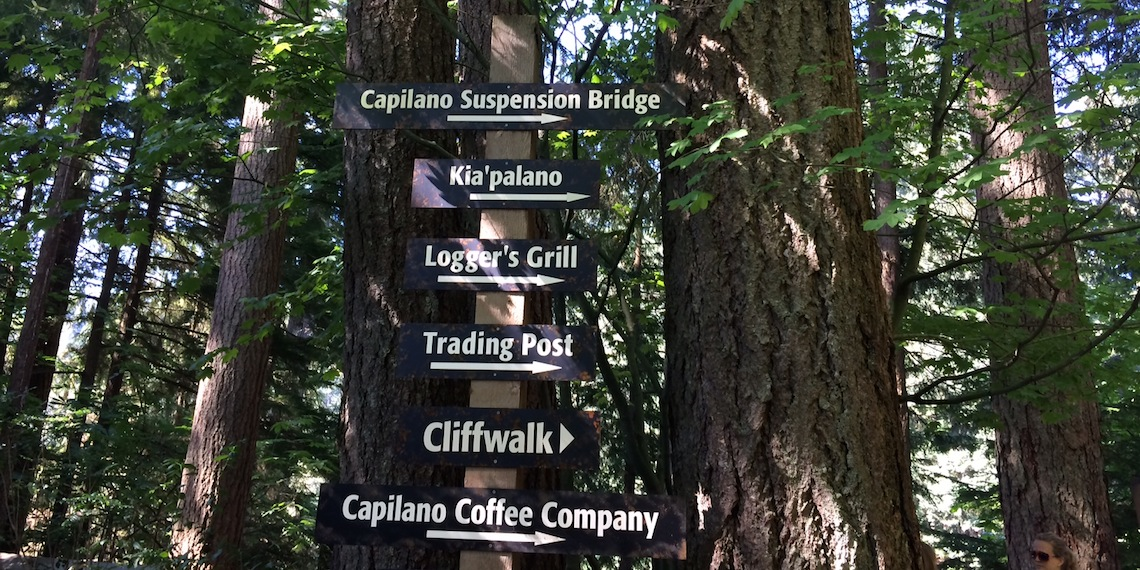 Capilano Suspension Bridge
Kia'palano
Logger's Grill
Trading Post
Cliffwalk
Capilano Coffee Company